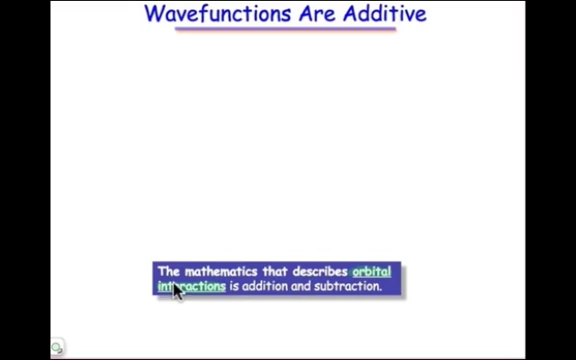 Wavefunctions Are Additive
The mathematics that describes orbital
interactions is addition and subtraction.